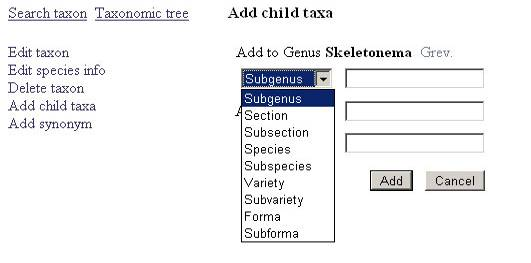 Search taxon  Taxonomic tree
Edit taxon
Edit species info
Delete taxon
Add child taxa
Add synonym
Add child taxa
Add to Genus Skeletonema Grev.
Subgenus
Subgenus
Section
Subsection
Species
Subspecies
Variety
Subvariety
Forma
Subforma
Add Cancel